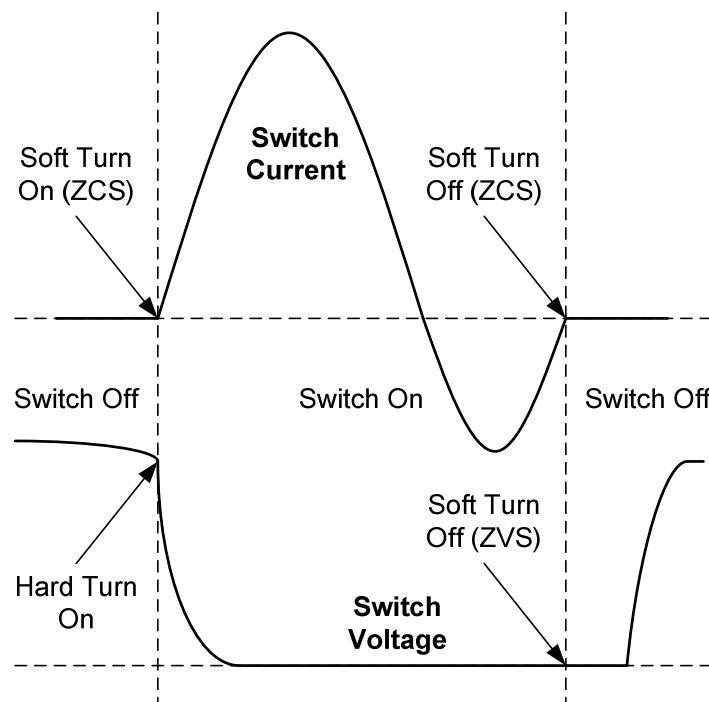 Switch
Current
Soft Turn
On (ZCS)
Soft Turn
Off (ZCS)
Switch Off
Switch On
Switch Off
Soft Turn
Off (ZVS)
Hard Turn
On
Switch
Voltage